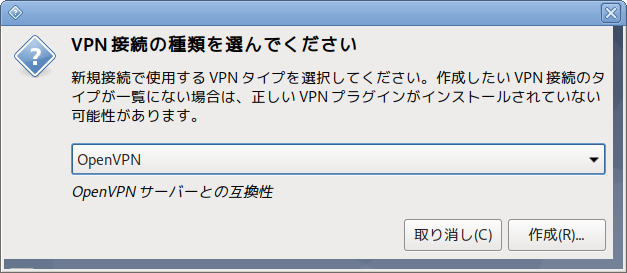 VPN 接続の種類を選んでください
新規接続で使用する VPN タイプを選択してください。作成したい VPN 接続のタ
イプが一覧にない場合は、正しい VPN プラグインがインストールされていない
可能性があります。
OpenVPN
OpenVPN サーバーとの互換性
取り消し(C)
作成(R)...